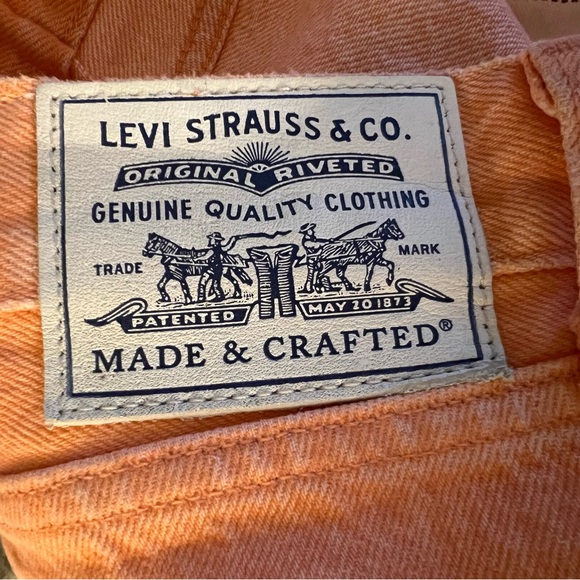 LEVI STRAUSS & CO.
ORIGINAL RIVETED
GENUINE QUALITY CLOTHING
TRADE MARK
PATENTED MAY 20 1873
MADE & CRAFTED®